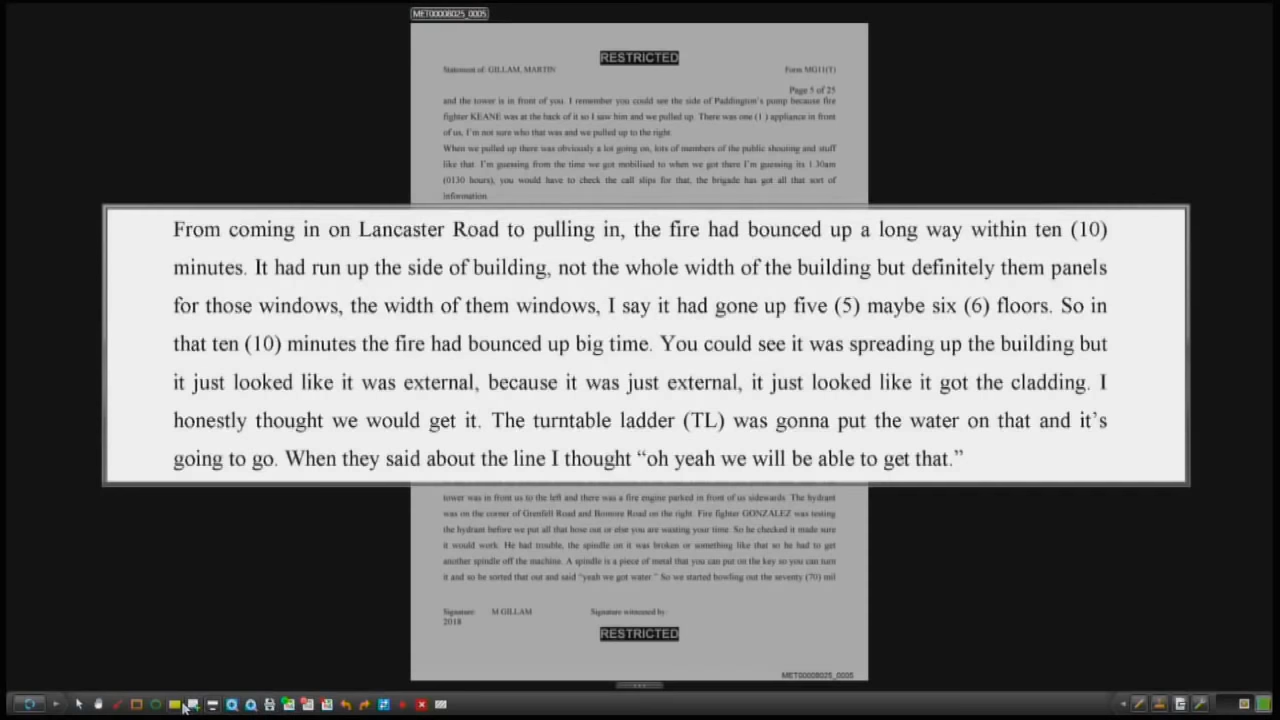 MET00008025_0005
RESTRICTED
Statement of: GILLAM, MARTIN
Form MG11(T)
Page 5 of 25
and the tower is in front of you. I remember you could see the side of Paddington's pump because fire
fighter KEANE was at the back of it so I saw him and we pulled up. There was one (1 ) appliance in front
of us, I'm not sure who that was and we pulled up to the right.
When we pulled up there was obviously a lot going on, lots of members of the public shouting and stuff
like that. I'm guessing from the time we got mobilised to when we got there I'm guessing its 1 30am
(0130 hours), you would have to check the call slips for that, the brigade has got all that sort of
information.
From coming in on Lancaster Road to pulling in, the fire had bounced up a long way within ten (10)
minutes. It had run up the side of building, not the whole width of the building but definitely them panels
for those windows, the width of them windows, I say it had gone up five (5) maybe six (6) floors. So in
that ten (10) minutes the fire had bounced up big time. You could see it was spreading up the building but
it just looked like it was external, because it was just external, it just looked like it got the cladding. I
honestly thought we would get it. The turntable ladder (TL) was gonna put the water on that and it's
going to go. When they said about the line I thought “oh yeah we will be able to get that.”
tower was in front us to the left and there was a fire engine parked in front of us sidewards. The hydrant
was on the corner of Grenfell Road and Bomore Road on the right. Fire fighter GONZALEZ was testing
the hydrant before we put all that hose out or else you are wasting your time. So he checked it made sure
it would work. He had trouble, the spindle on it was broken or something like that so he had to get
another spindle off the machine. A spindle is a piece of metal that you can put on the key so you can turn
it and so he sorted that out and said “yeah we got water.” So we started bowling out the seventy (70) mil
Signature: M GILLAM Signature witnessed by:
2018
RESTRICTED
MET00008025_0005